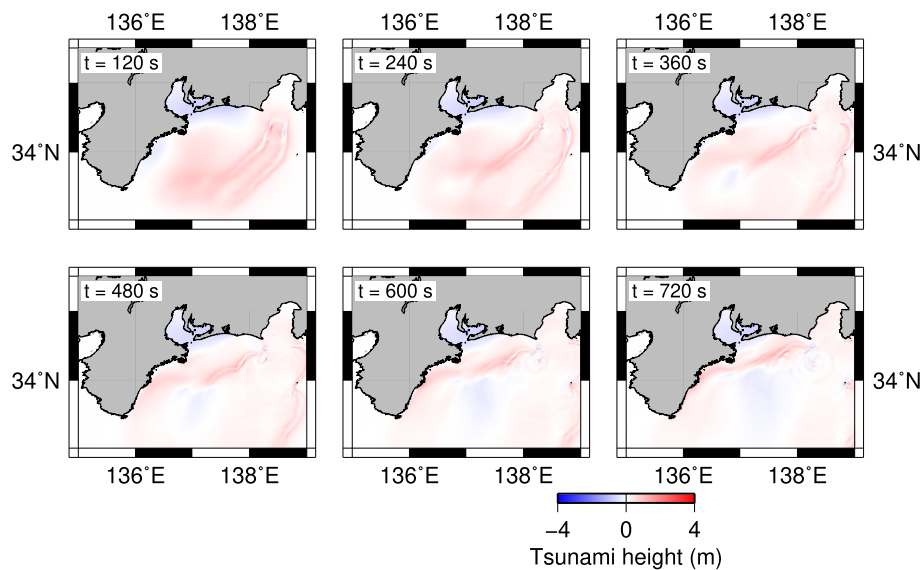 136˚E 138˚E 136˚E 138˚E 136˚E 138˚E
t = 120 s t = 240 s t = 360 s
34˚N 34˚N
t = 480 s t = 600 s t = 720 s
34˚N 34˚N
136˚E 138˚E 136˚E 138˚E 136˚E 138˚E
−4 0 4
Tsunami height (m)